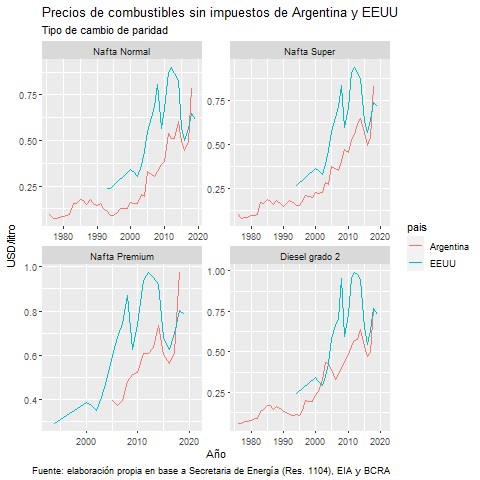 Precios de combustibles sin impuestos de Argentina y EEUU
Tipo de cambio de paridad
Nafta Normal
Nafta Super
0.75
0.50
0.25
1980 1990 2000 2010 2020
0.75
0.50
0.25
1980 1990 2000 2010 2020
USD/litro
Nafta Premium
Diesel grado 2
1.0
0.8
0.6
0.4
2000 2010 2020
1.00
0.75
0.50
0.25
1980 1990 2000 2010 2020
Año
pais
Argentina
EEUU
Fuente: elaboración propia en base a Secretaria de Energía (Res. 1104), EIA y BCRA